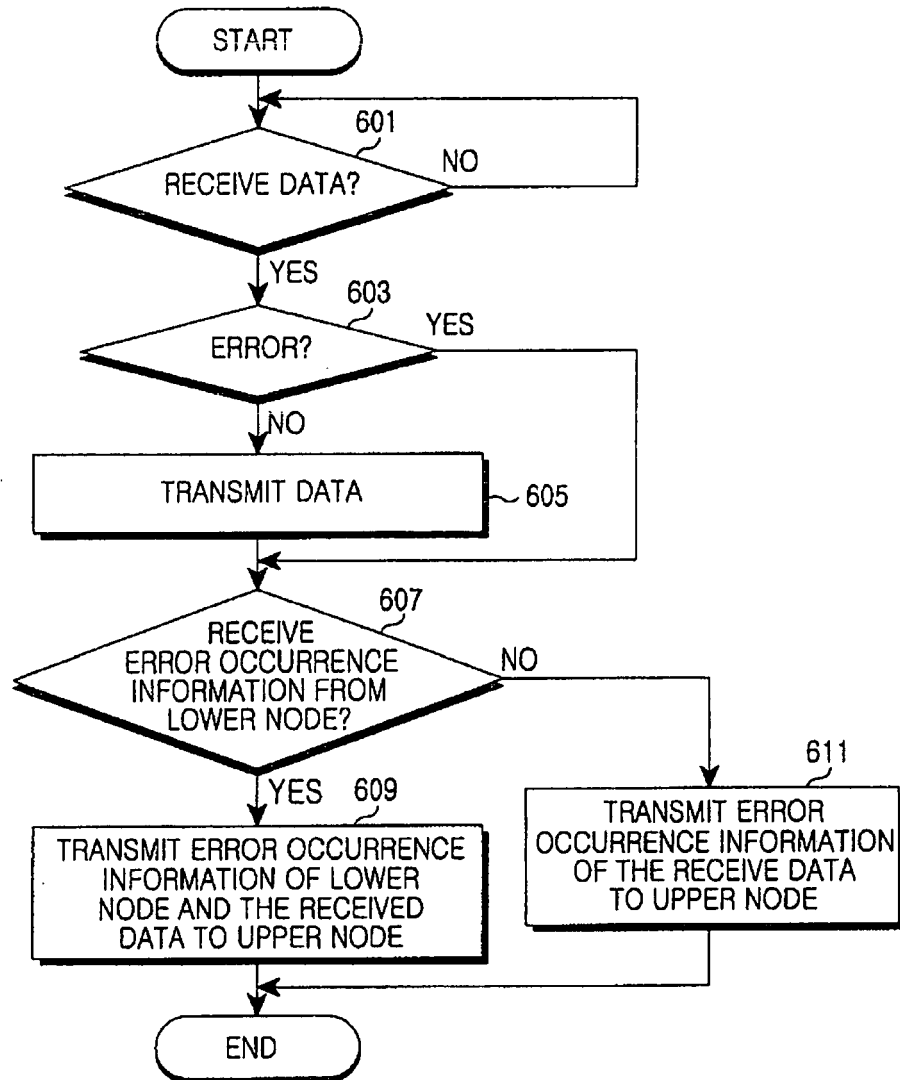 START
601
RECEIVE DATA?
NO
YES
603
ERROR?
YES
NO
TRANSMIT DATA
605
607
RECEIVE
ERROR OCCURRENCE
INFORMATION FROM
LOWER NODE?
NO
YES
609
TRANSMIT ERROR OCCURRENCE
INFORMATION OF LOWER
NODE AND THE RECEIVED
DATA TO UPPER NODE
611
TRANSMIT ERROR
OCCURRENCE INFORMATION
OF THE RECEIVE DATA
TO UPPER NODE
END